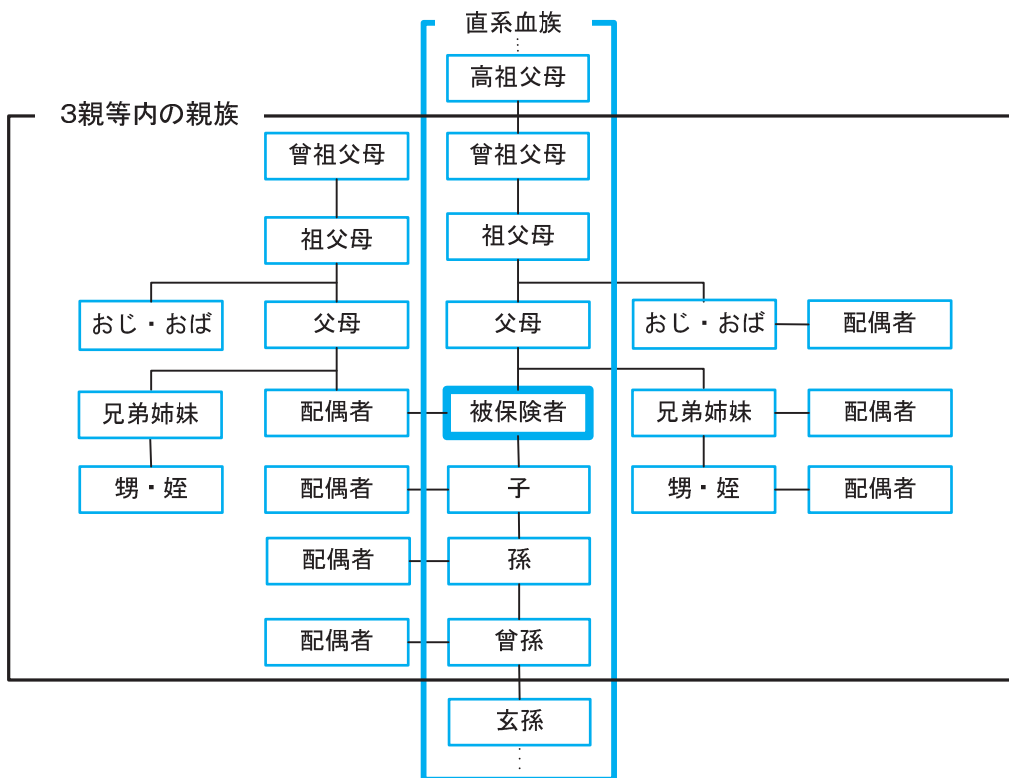 直系血族
⋮
高祖父母
3親等内の親族
曾祖父母
曾祖父母
祖父母
祖父母
おじ・おば
父母
父母
おじ・おば
配偶者
兄弟姉妹
配偶者
被保険者
兄弟姉妹
配偶者
甥・姪
配偶者
子
甥・姪
配偶者
配偶者
孫
配偶者
曾孫
玄孫
⋮